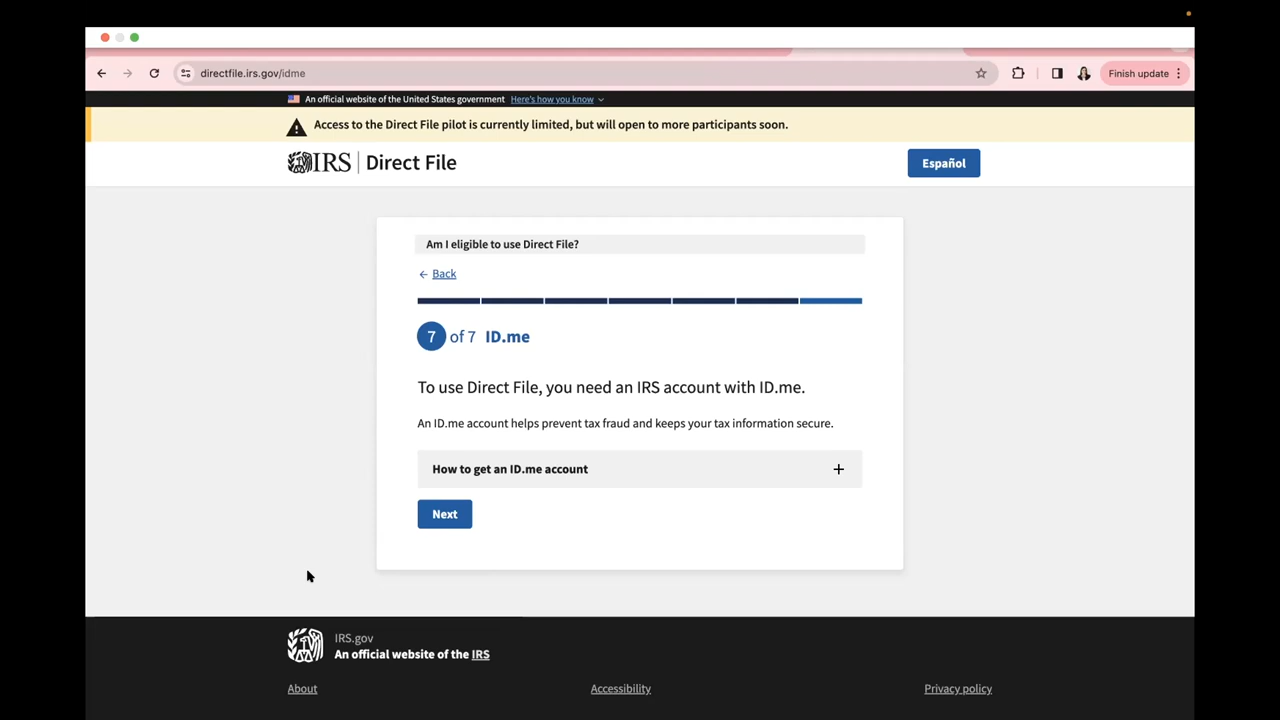 directfile.irs.gov/idme
Finish update
An official website of the United States government Here's how you know
Access to the Direct File pilot is currently limited, but will open to more participants soon.
IRS | Direct File
Español
Am I eligible to use Direct File?
← Back
7 of 7 ID.me
To use Direct File, you need an IRS account with ID.me.
An ID.me account helps prevent tax fraud and keeps your tax information secure.
How to get an ID.me account +
Next
IRS.gov
An official website of the IRS
About
Accessibility
Privacy policy